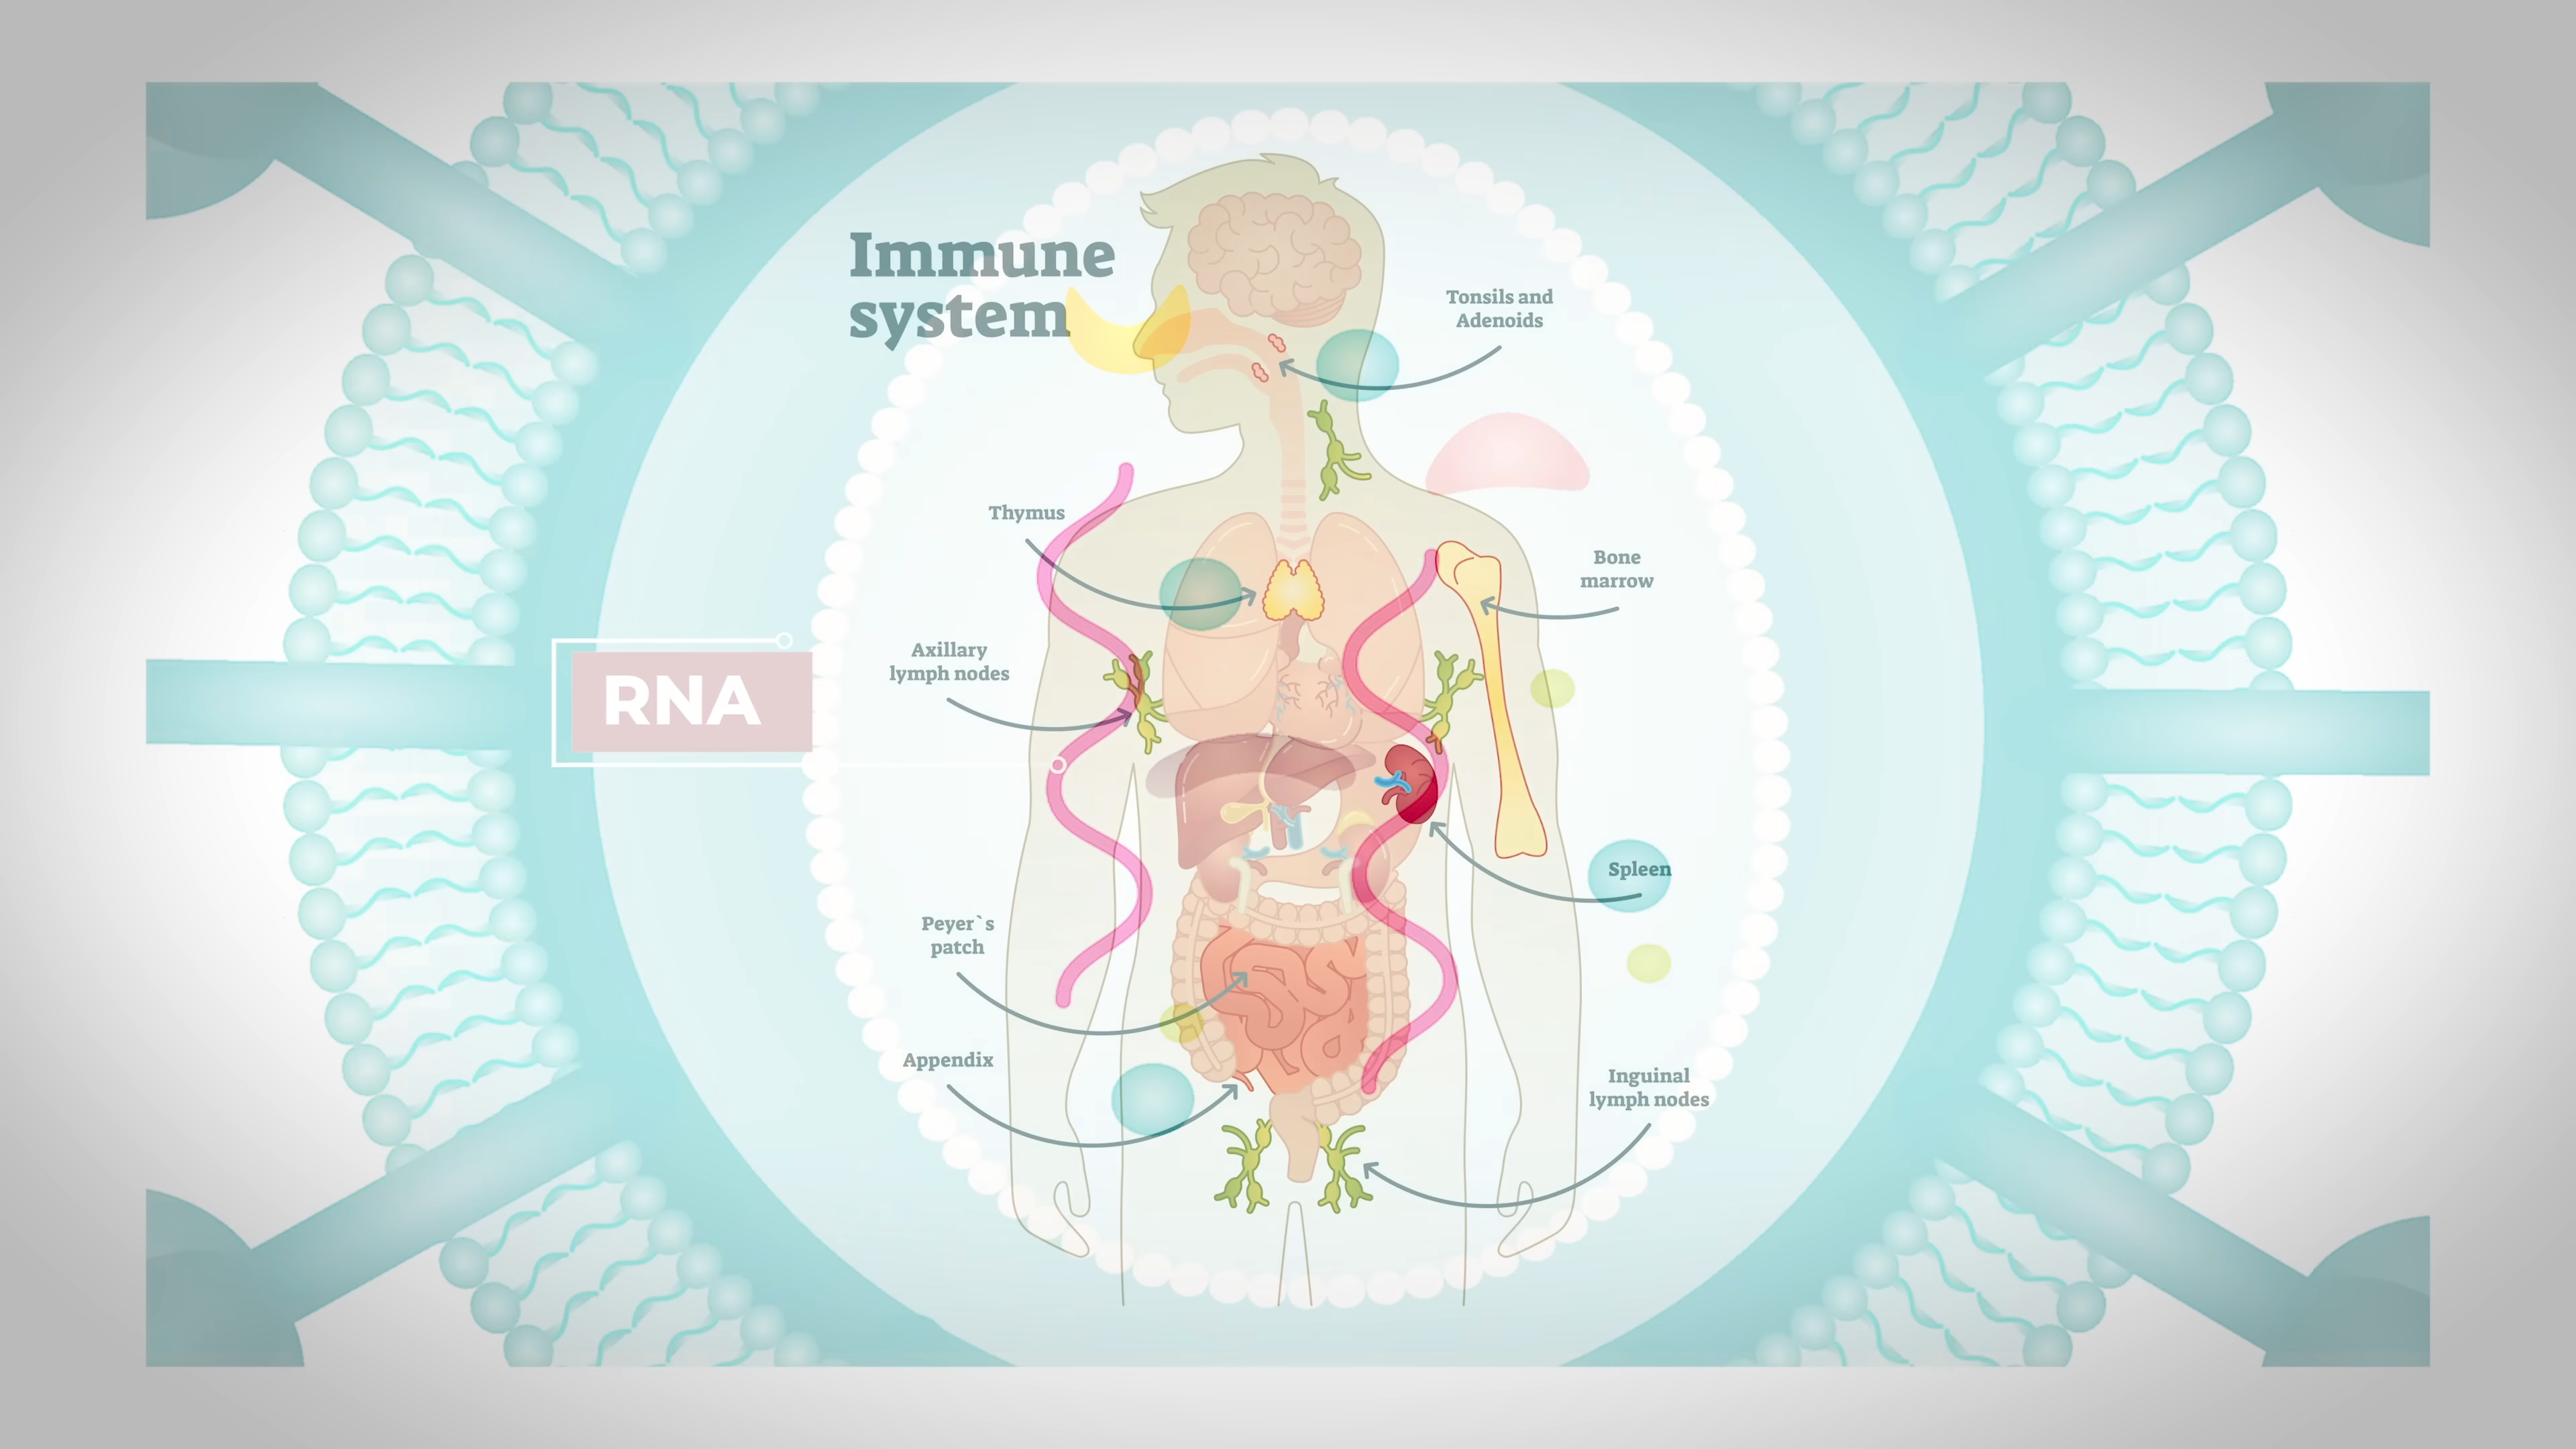 Immune
system
Tonsils and
Adenoids
Thymus
Bone
marrow
Axillary
lymph nodes
RNA
Spleen
Peyer`s
patch
Appendix
Inguinal
lymph nodes